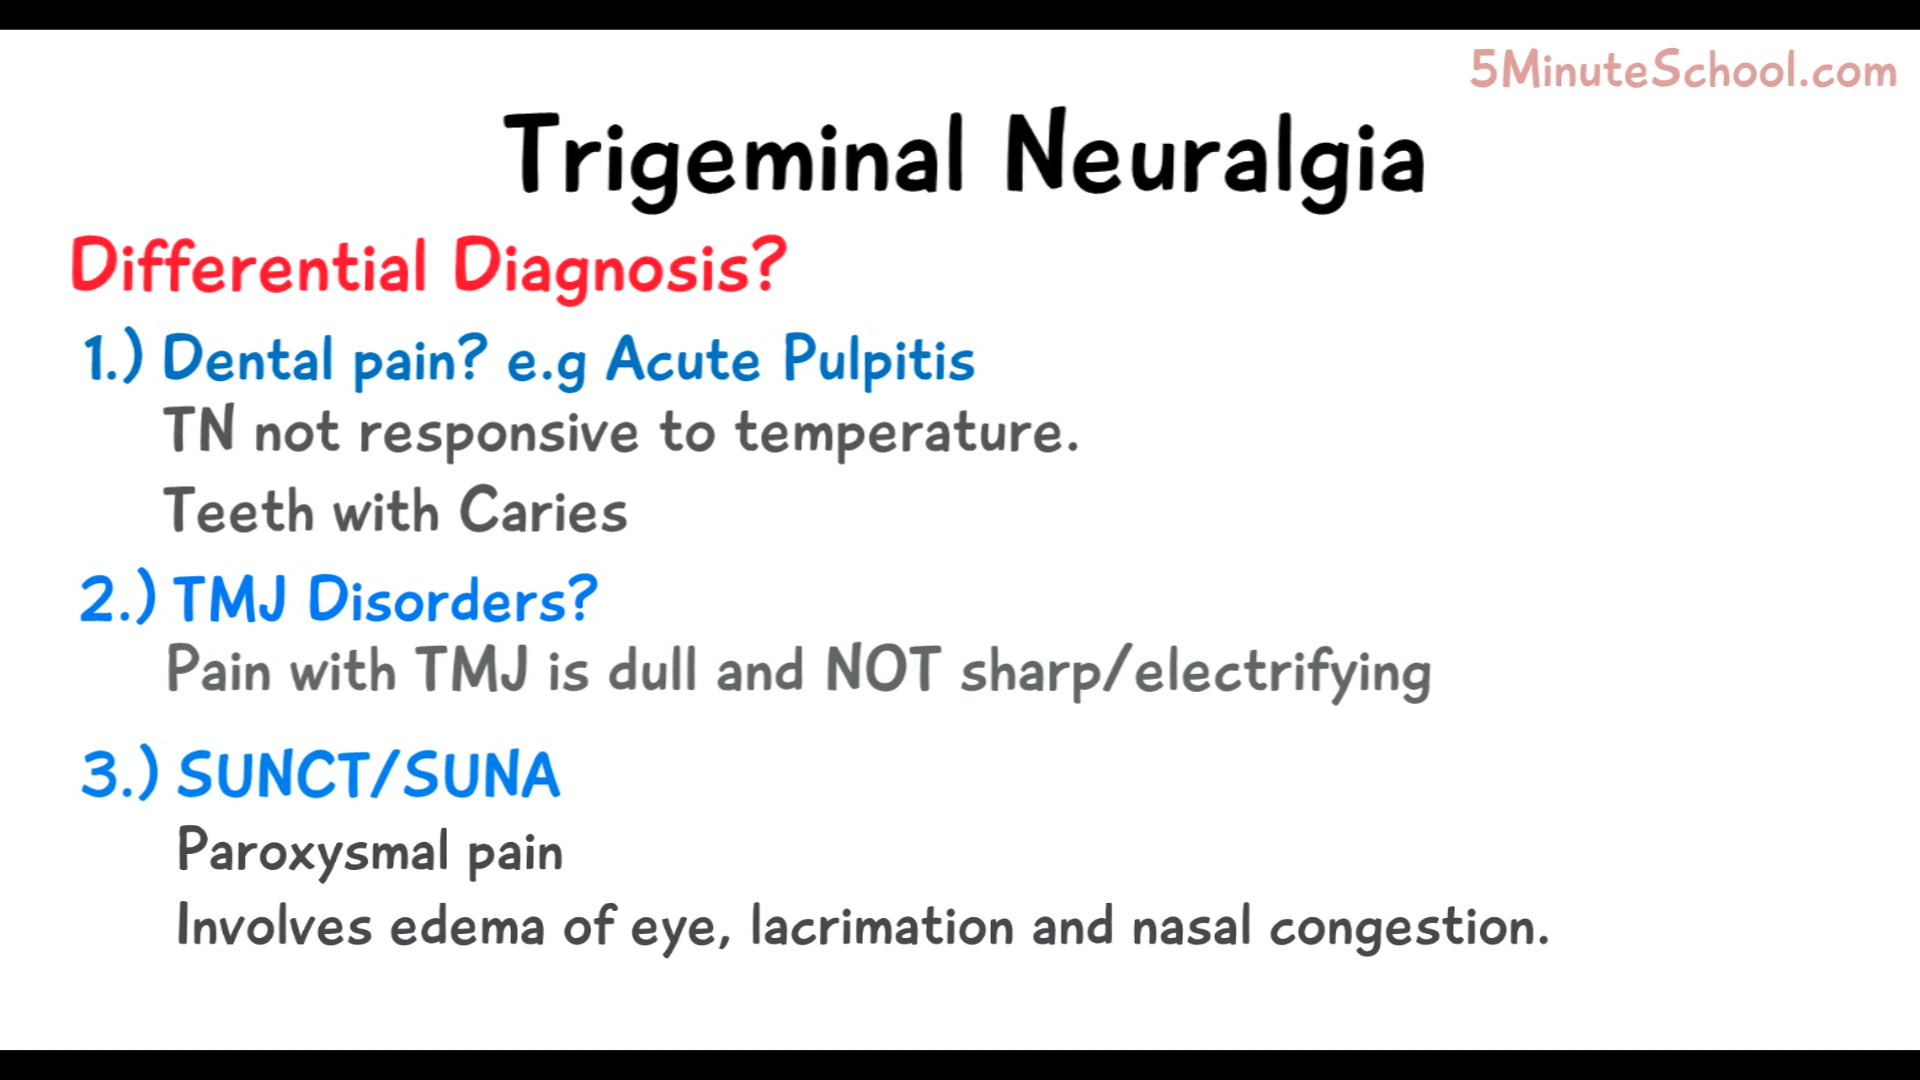 5MinuteSchool.com
Trigeminal Neuralgia
Differential Diagnosis?
1.) Dental pain? e.g Acute Pulpitis
TN not responsive to temperature.
Teeth with Caries
2.) TMJ Disorders?
Pain with TMJ is dull and NOT sharp/electrifying
3.) SUNCT/SUNA
Paroxysmal pain
Involves edema of eye, lacrimation and nasal congestion.